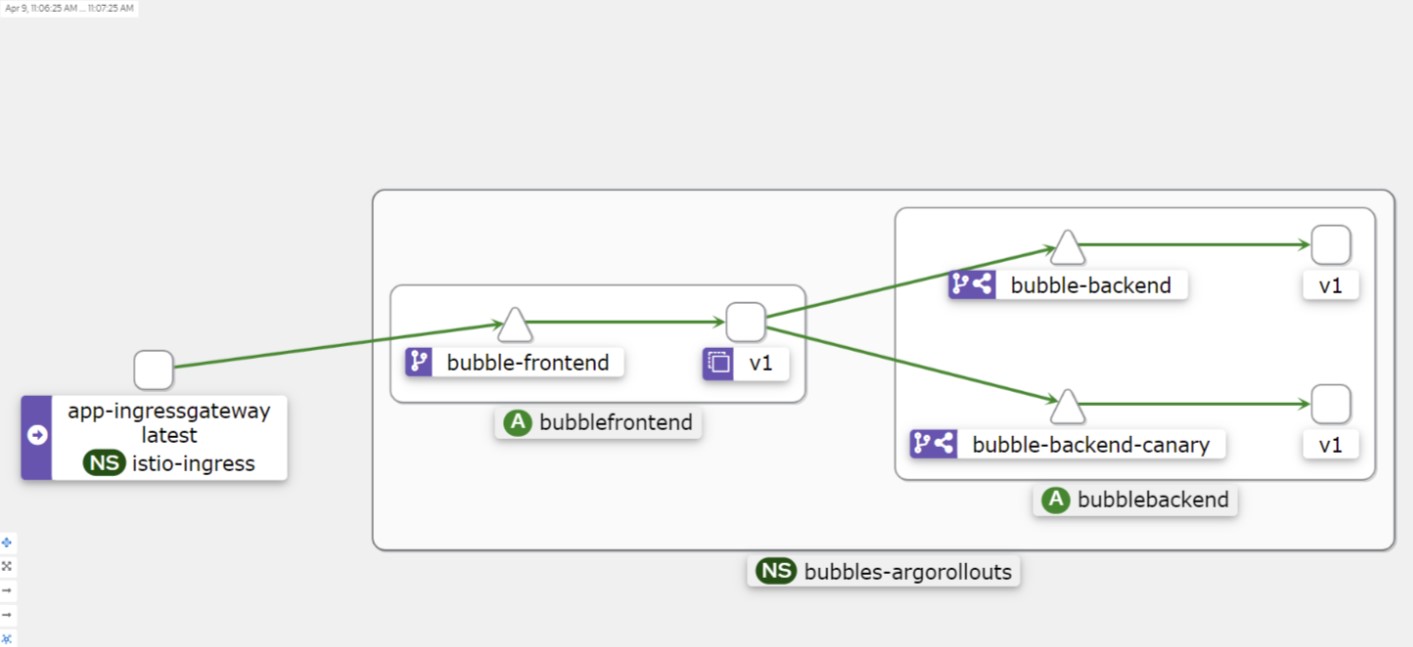 Apr 9, 11:06:25 AM ... 11:07:25 AM
bubble-backend
v1
bubble-frontend
v1
A bubblefrontend
app-ingressgateway
latest
NS istio-ingress
bubble-backend-canary
v1
A bubblebackend
NS bubbles-argorollouts